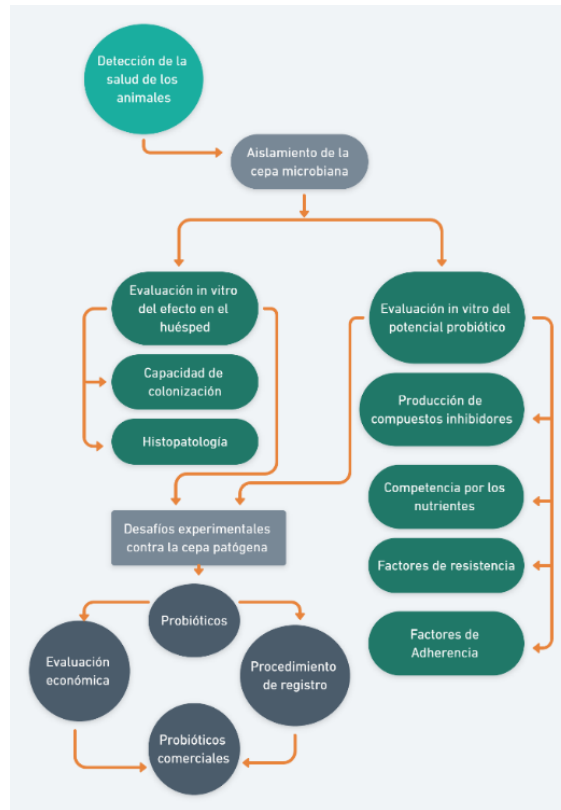 Detección de la
salud de los
animales
Aislamiento de la
cepa microbiana
Evaluación in vitro
del efecto en el
huésped
Capacidad de
colonización
Histopatología
Evaluación in vitro del
potencial probiótico
Producción de
compuestos inhibidores
Competencia por los
nutrientes
Factores de resistencia
Factores de
Adherencia
Desafíos experimentales
contra la cepa patógena
Probióticos
Evaluación
económica
Procedimiento
de registro
Probióticos
comerciales